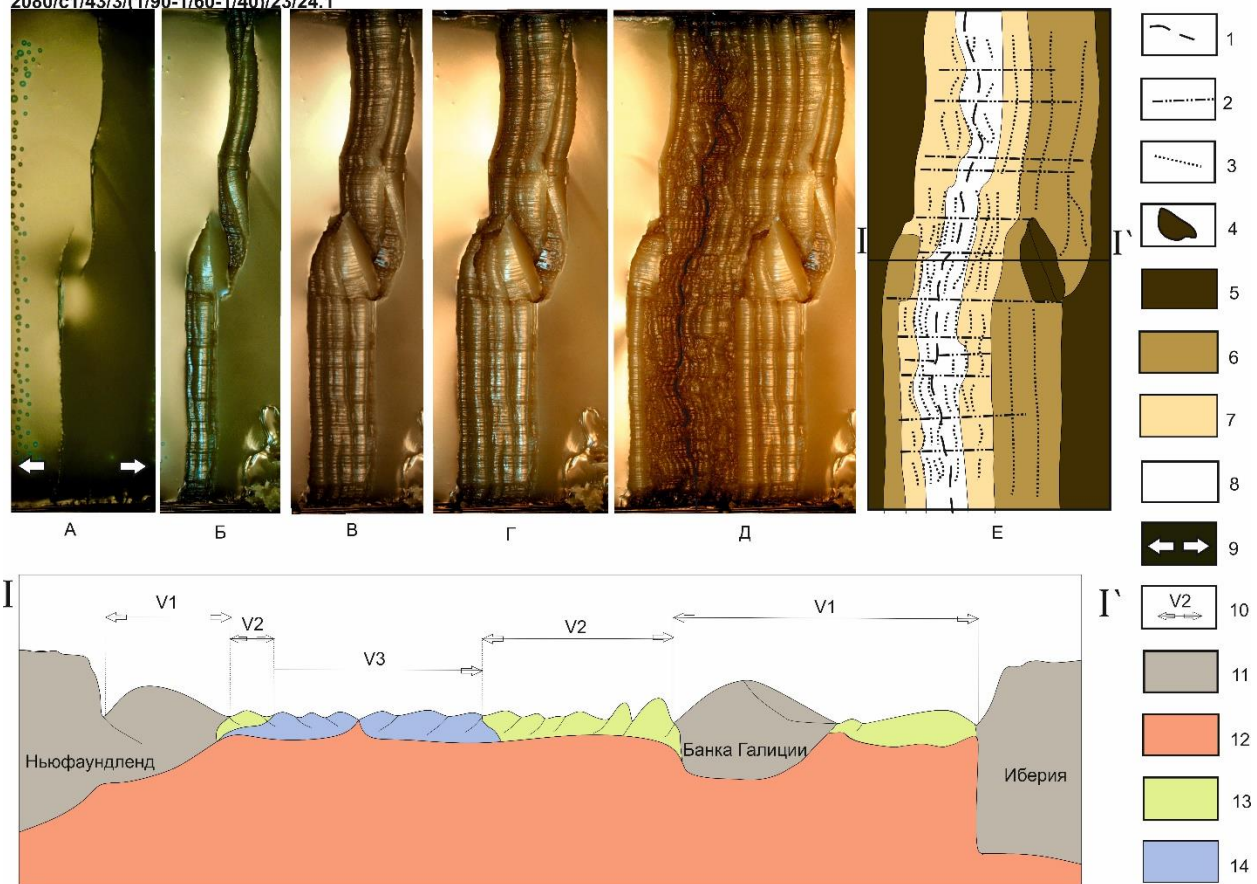 2080/с1/43/3/(1/90-1/60-1/40)/23/24.1
А
Б
В
Г
Д
Е
I
I`
1
2
3
4
5
6
7
8
9
V2
10
11
12
13
14
I
I`
V1
V2
V3
V2
V1
Ньюфаундленд
Банка Галиции
Иберия